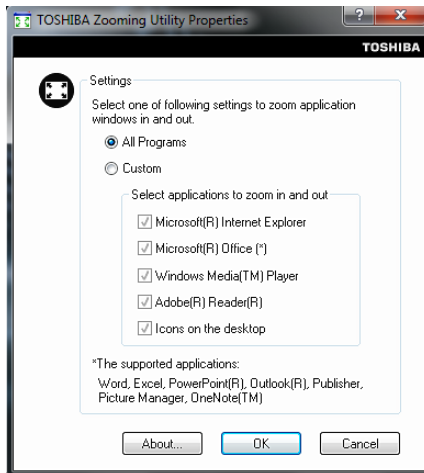 TOSHIBA Zooming Utility Properties
TOSHIBA
Settings
Select one of following settings to zoom application
windows in and out.
All Programs
Custom
Select applications to zoom in and out
Microsoft(R) Internet Explorer
Microsoft(R) Office (*)
Windows Media(TM) Player
Adobe(R) Reader(R)
Icons on the desktop
*The supported applications:
Word, Excel, PowerPoint(R), Outlook(R), Publisher,
Picture Manager, OneNote(TM)
About... OK Cancel